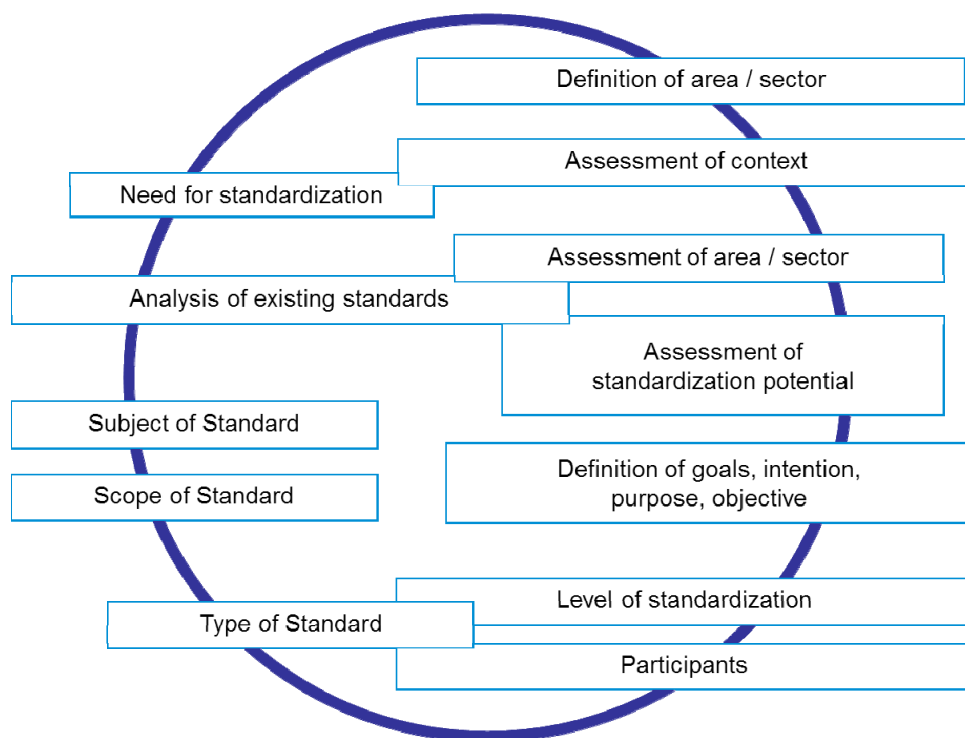 Definition of area / sector
Assessment of context
Need for standardization
Assessment of area / sector
Analysis of existing standards
Assessment of
standardization potential
Subject of Standard
Definition of goals, intention,
purpose, objective
Scope of Standard
Level of standardization
Type of Standard
Participants